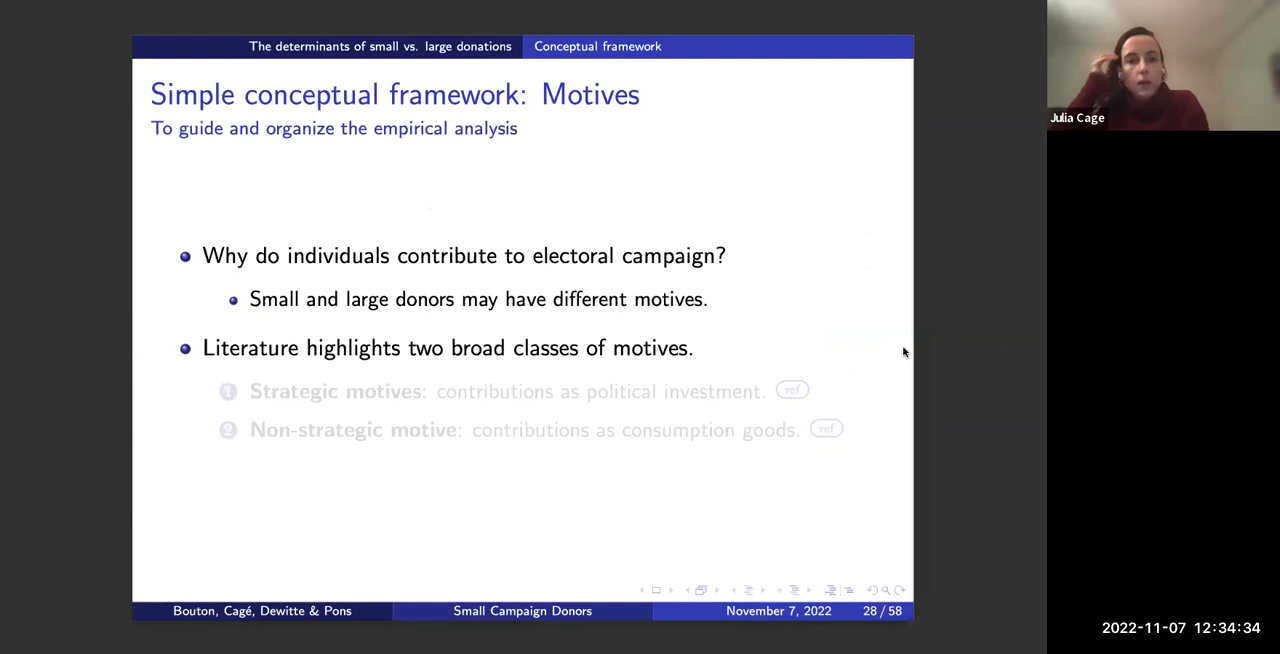 The determinants of small vs. large donations Conceptual framework
Simple conceptual framework: Motives
To guide and organize the empirical analysis
Why do individuals contribute to electoral campaign?
Small and large donors may have different motives.
Literature highlights two broad classes of motives.
1 Strategic motives: contributions as political investment. ref
2 Non-strategic motive: contributions as consumption goods. ref
Bouton, Cagé, Dewitte & Pons Small Campaign Donors November 7, 2022 28 / 58
Julia Cage
2022-11-07 12:34:34